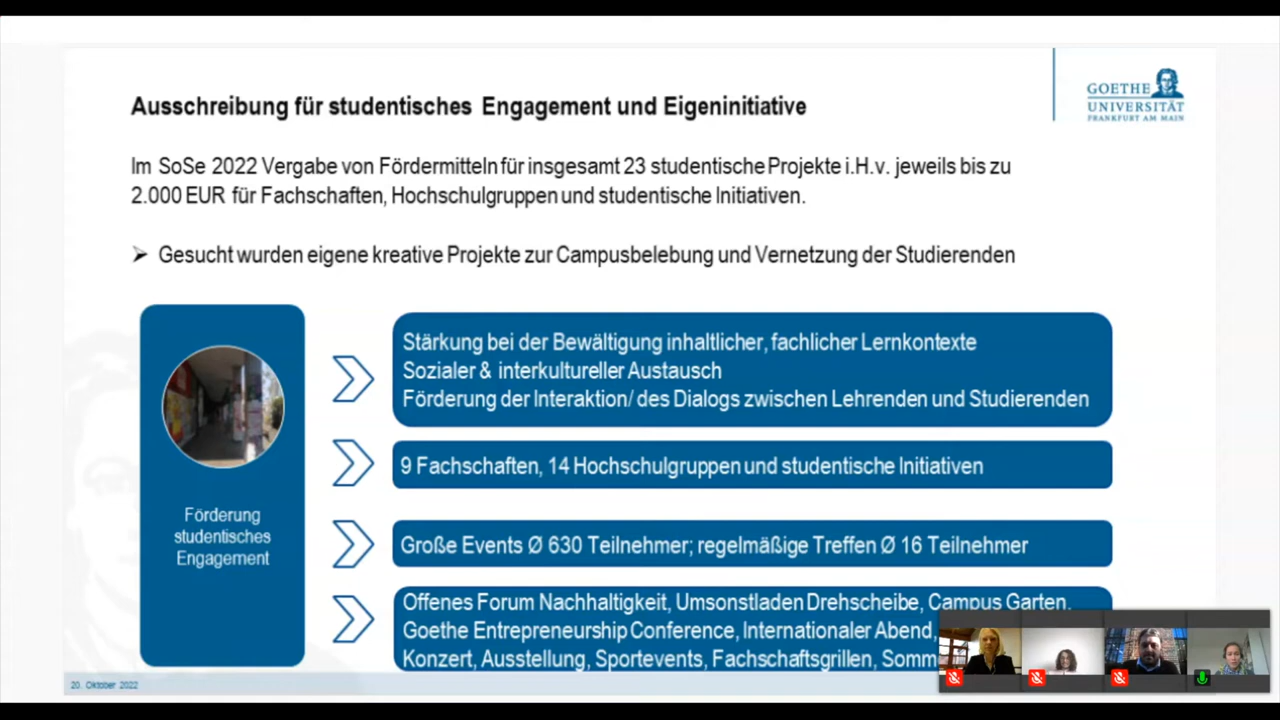 Ausschreibung für studentisches Engagement und Eigeninitiative
GOETHE
UNIVERSITÄT
FRANKFURT AM MAIN
Im SoSe 2022 Vergabe von Fördermitteln für insgesamt 23 studentische Projekte i.H.v. jeweils bis zu
2.000 EUR für Fachschaften, Hochschulgruppen und studentische Initiativen.
Gesucht wurden eigene kreative Projekte zur Campusbelebung und Vernetzung der Studierenden
Förderung
studentisches
Engagement
Stärkung bei der Bewältigung inhaltlicher, fachlicher Lernkontexte
Sozialer & interkultureller Austausch
Förderung der Interaktion/ des Dialogs zwischen Lehrenden und Studierenden
9 Fachschaften, 14 Hochschulgruppen und studentische Initiativen
Große Events Ø 630 Teilnehmer; regelmäßige Treffen Ø 16 Teilnehmer
Offenes Forum Nachhaltigkeit, Umsonstladen Drehscheibe, Campus Garten,
Goethe Entrepreneurship Conference, Internationaler Abend,
Konzert, Ausstellung, Sportevents, Fachschaftsgrillen,
20. Oktober 2022